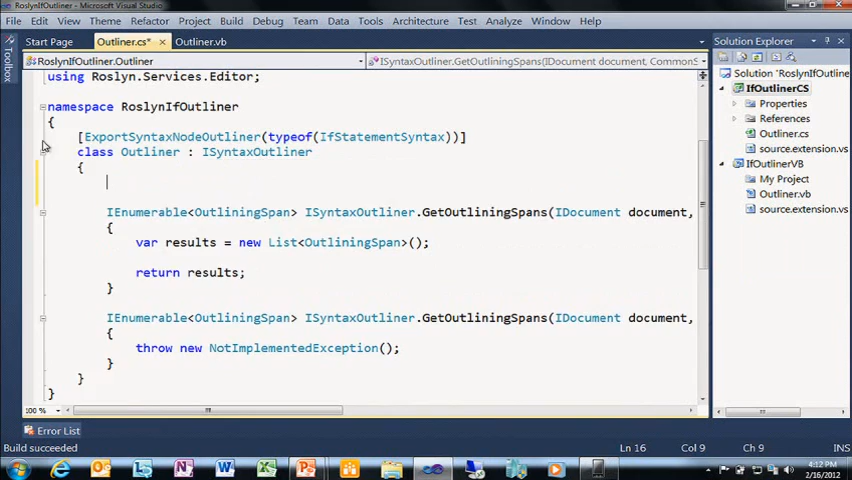 RoslynIfOutliner - Microsoft Visual Studio
File Edit View Theme Refactor Project Build Debug Team Data Tools Architecture Test Analyze Window Help
Toolbox
Start Page Outliner.cs* Outliner.vb
RoslynIfOutliner.Outliner ISyntaxOutliner.GetOutliningSpans(IDocument document, CommonS
using Roslyn.Services.Editor;
namespace RoslynIfOutliner
{
[ExportSyntaxNodeOutliner(typeof(IfStatementSyntax))]
class Outliner : ISyntaxOutliner
{
IEnumerable<OutliningSpan> ISyntaxOutliner.GetOutliningSpans(IDocument document,
{
var results = new List<OutliningSpan>();
return results;
}
IEnumerable<OutliningSpan> ISyntaxOutliner.GetOutliningSpans(IDocument document,
{
throw new NotImplementedException();
}
}
}
100 %
Solution Explorer
Solution 'RoslynIfOutline
IfOutlinerCS
Properties
References
Outliner.cs
source.extension.vs
IfOutlinerVB
My Project
Outliner.vb
source.extension.vs
Error List
Build succeeded Ln 16 Col 9 Ch 9 INS
4:12 PM
2/16/2012